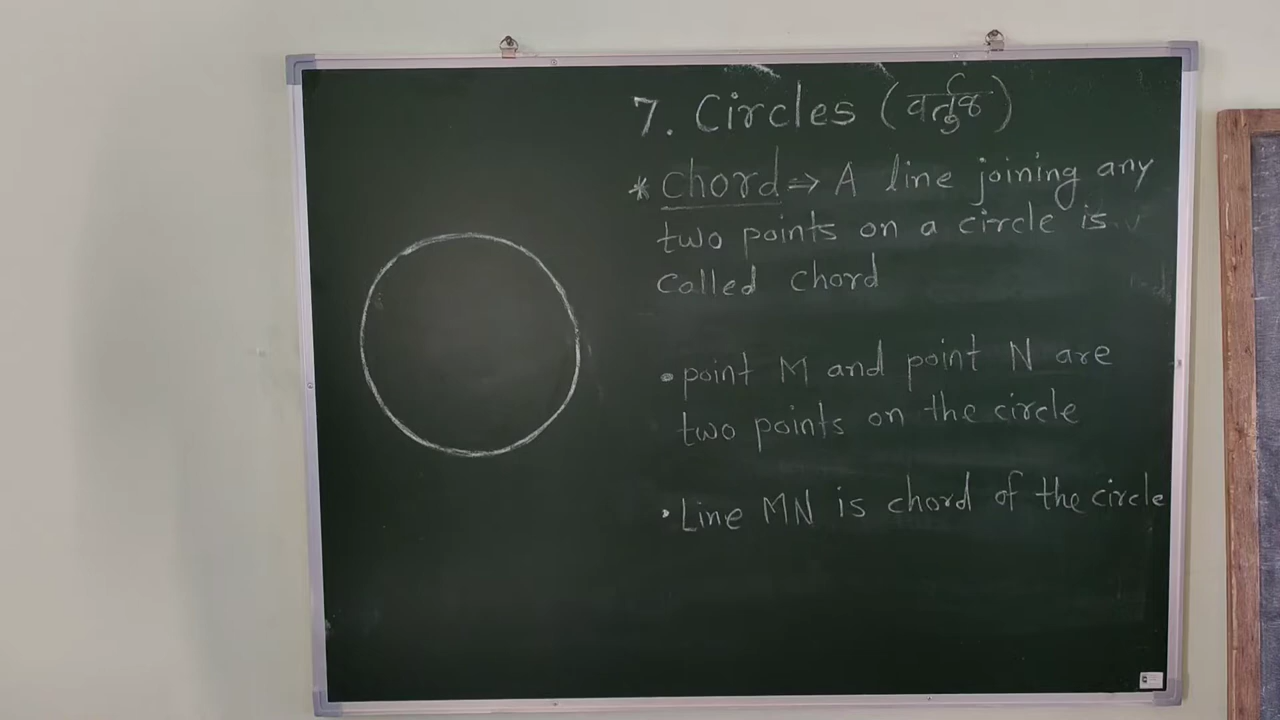 7. Circles (वर्तुळ)
* Chord ⇒ A line joining any
two points on a circle is
called chord
• point M and point N are
two points on the circle
• Line MN is chord of the circle